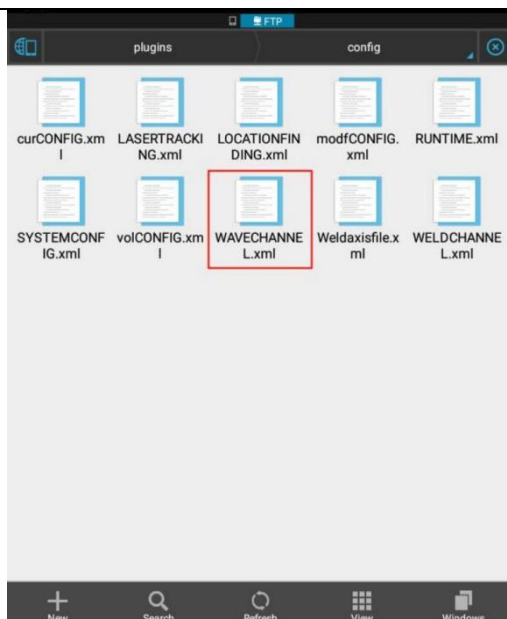 FTP
plugins config
curCONFIG.xm LASERTRACKI LOCATIONFIN modfCONFIG. RUNTIME.xml
l NG.xml DING.xml xml
SYSTEMCONF volCONFIG.xm WAVECHANNE Weldaxisfile.x WELDCHANNE
IG.xml l L.xml ml L.xml
New Search Refresh View Windows